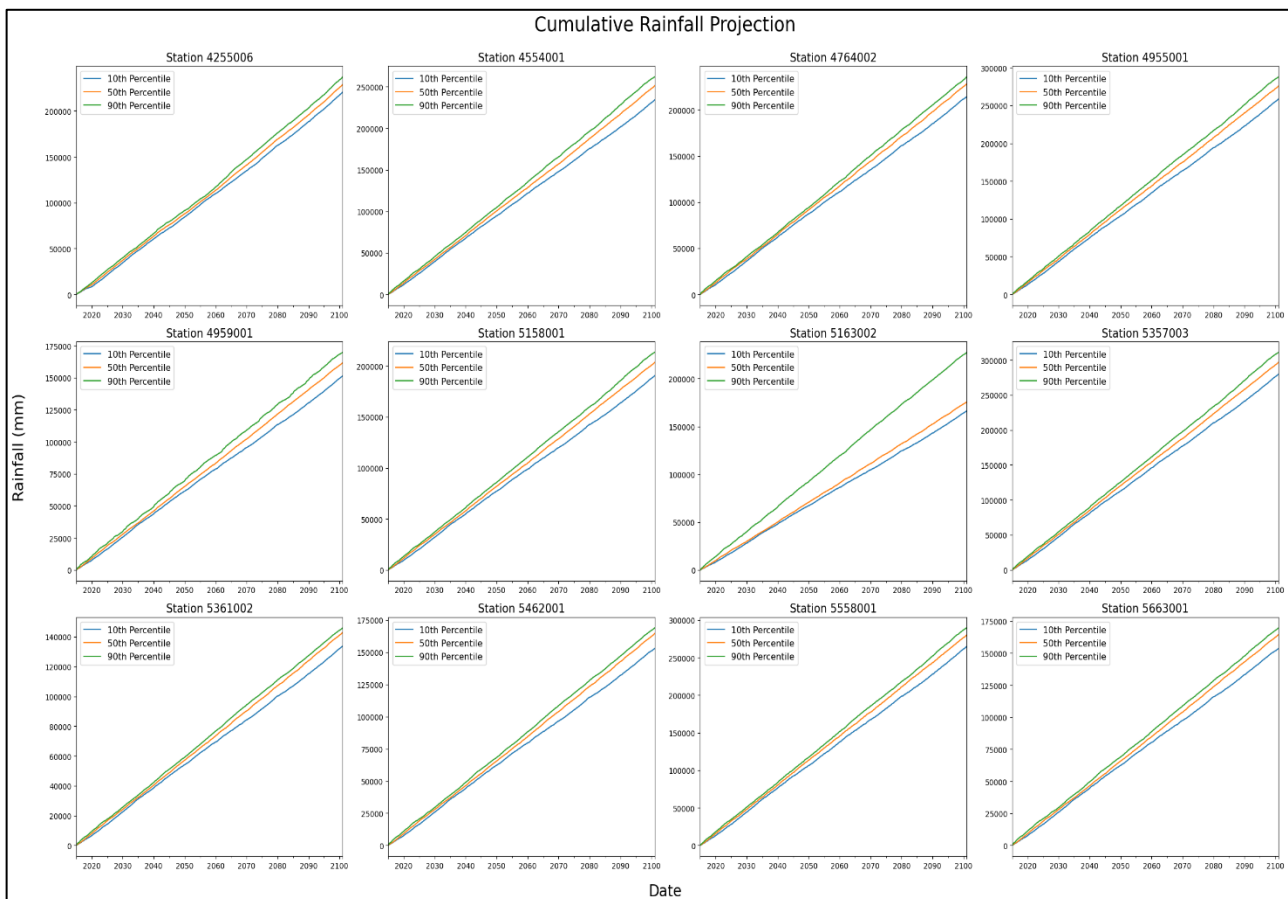 Cumulative Rainfall Projection
Station 4255006
10th Percentile
50th Percentile
90th Percentile
200000
150000
100000
50000
0
2020 2030 2040 2050 2060 2070 2080 2090 2100
Station 4554001
10th Percentile
50th Percentile
90th Percentile
250000
200000
150000
100000
50000
0
2020 2030 2040 2050 2060 2070 2080 2090 2100
Station 4764002
10th Percentile
50th Percentile
90th Percentile
200000
150000
100000
50000
0
2020 2030 2040 2050 2060 2070 2080 2090 2100
Station 4955001
10th Percentile
50th Percentile
90th Percentile
300000
250000
200000
150000
100000
50000
0
2020 2030 2040 2050 2060 2070 2080 2090 2100
Rainfall (mm)
Station 4959001
10th Percentile
50th Percentile
90th Percentile
175000
150000
125000
100000
75000
50000
25000
0
2020 2030 2040 2050 2060 2070 2080 2090 2100
Station 5158001
10th Percentile
50th Percentile
90th Percentile
200000
150000
100000
50000
0
2020 2030 2040 2050 2060 2070 2080 2090 2100
Station 5163002
10th Percentile
50th Percentile
90th Percentile
200000
150000
100000
50000
0
2020 2030 2040 2050 2060 2070 2080 2090 2100
Station 5357003
10th Percentile
50th Percentile
90th Percentile
300000
250000
200000
150000
100000
50000
0
2020 2030 2040 2050 2060 2070 2080 2090 2100
Station 5361002
10th Percentile
50th Percentile
90th Percentile
140000
120000
100000
80000
60000
40000
20000
0
2020 2030 2040 2050 2060 2070 2080 2090 2100
Station 5462001
10th Percentile
50th Percentile
90th Percentile
175000
150000
125000
100000
75000
50000
25000
0
2020 2030 2040 2050 2060 2070 2080 2090 2100
Station 5558001
10th Percentile
50th Percentile
90th Percentile
300000
250000
200000
150000
100000
50000
0
2020 2030 2040 2050 2060 2070 2080 2090 2100
Station 5663001
10th Percentile
50th Percentile
90th Percentile
175000
150000
125000
100000
75000
50000
25000
0
2020 2030 2040 2050 2060 2070 2080 2090 2100
Date